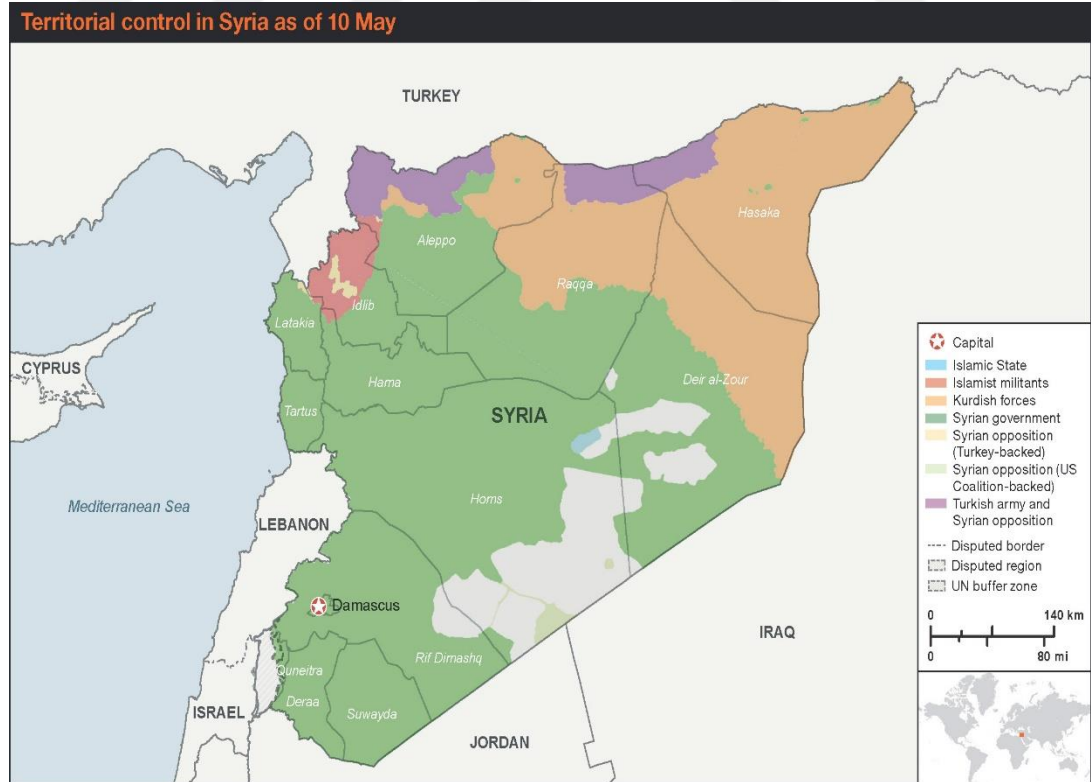 Territorial control in Syria as of 10 May
TURKEY
Hasaka
Aleppo
Raqqa
Idlib
Latakia
CYPRUS
Hama
Deir al-Zour
Tartus
SYRIA
Homs
Mediterranean Sea
LEBANON
Damascus
IRAQ
Rif Dimashq
Quneitra
Deraa
ISRAEL
Suwayda
JORDAN
Capital
Islamic State
Islamist militants
Kurdish forces
Syrian government
Syrian opposition
(Turkey-backed)
Syrian opposition (US
Coalition-backed)
Turkish army and
Syrian opposition
Disputed border
Disputed region
UN buffer zone
0 140 km
0 80 mi